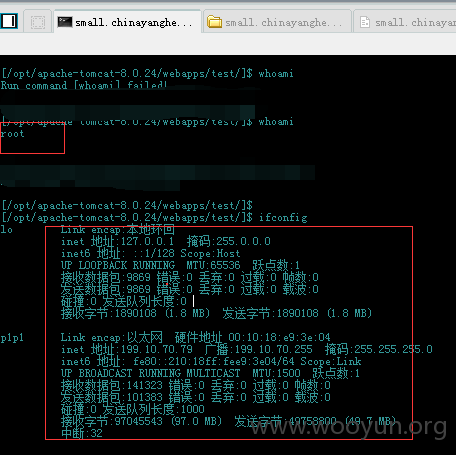 small.chinayanghe...
small.chinayanghe...
small.chinayanghe...
[/opt/apache-tomcat-8.0.24/webapps/test/]$ whoami
Run command [whoami] failed!
[/opt/apache-tomcat-8.0.24/webapps/test/]$ whoami
root
[/opt/apache-tomcat-8.0.24/webapps/test/]$
[/opt/apache-tomcat-8.0.24/webapps/test/]$ ifconfig
lo Link encap:本地环回
inet 地址:127.0.0.1 掩码:255.0.0.0
inet6 地址: ::1/128 Scope:Host
UP LOOPBACK RUNNING MTU:65536 跃点数:1
接收数据包:9869 错误:0 丢弃:0 过载:0 帧数:0
发送数据包:9869 错误:0 丢弃:0 过载:0 载波:0
碰撞:0 发送队列长度:0
接收字节:1890108 (1.8 MB) 发送字节:1890108 (1.8 MB)
p1p1 Link encap:以太网 硬件地址 00:10:18:e9:3e:04
inet 地址:199.10.70.79 广播:199.10.70.255 掩码:255.255.255.0
inet6 地址: fe80::210:18ff:fee9:3e04/64 Scope:Link
UP BROADCAST RUNNING MULTICAST MTU:1500 跃点数:1
接收数据包:141323 错误:0 丢弃:0 过载:0 帧数:0
发送数据包:101383 错误:0 丢弃:0 过载:0 载波:0
碰撞:0 发送队列长度:1000
接收字节:97045543 (97.0 MB) 发送字节:49753800 (49.7 MB)
中断:32
www.wooyun.org